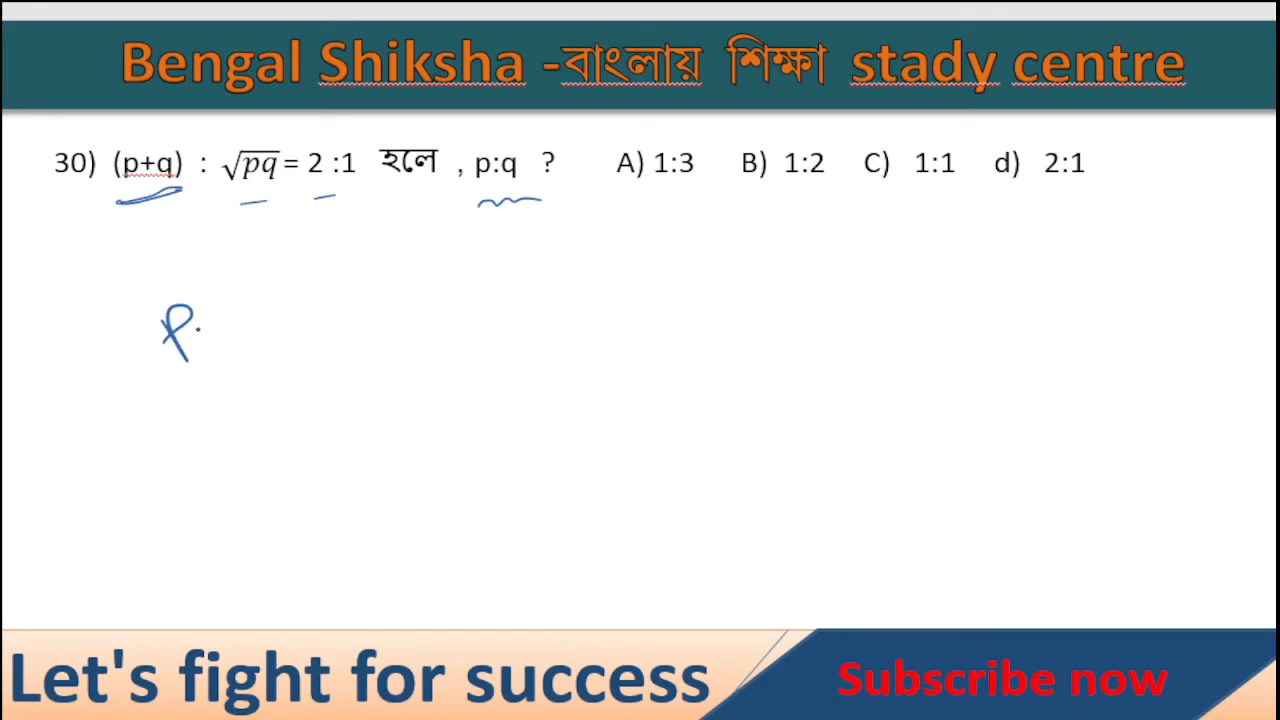 Bengal Shiksha -বাংলায় শিক্ষা stady centre
30) (p+q) : √pq = 2 :1 হলে , p:q ? A) 1:3 B) 1:2 C) 1:1 d) 2:1
P
Let's fight for success
Subscribe now